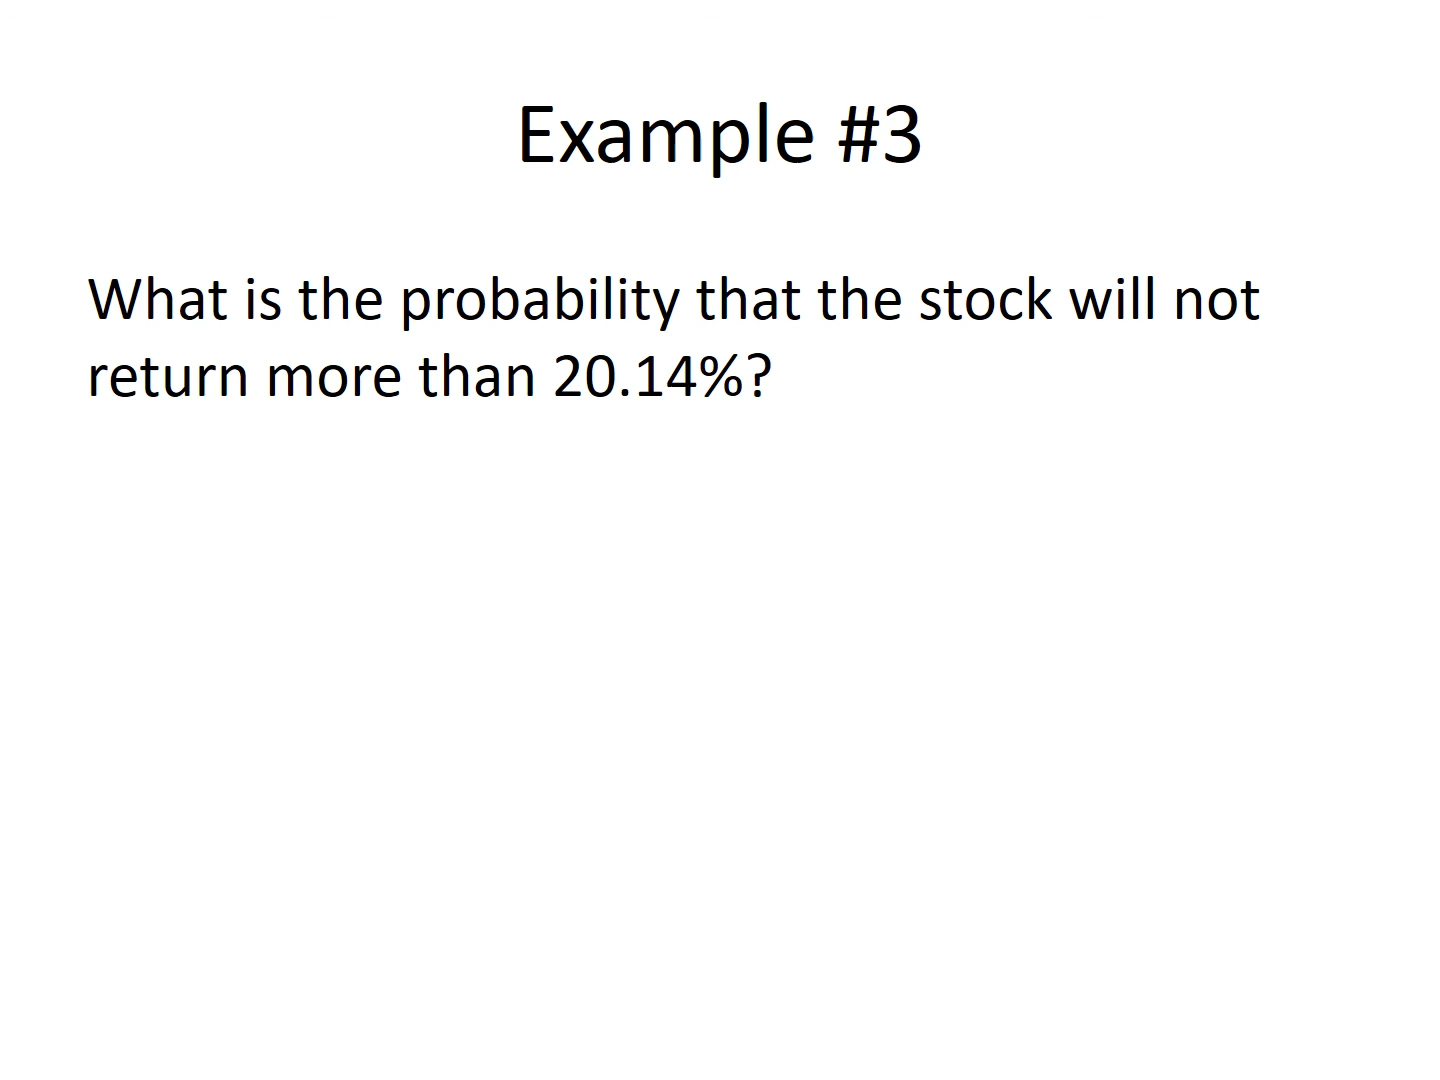 Example #3
What is the probability that the stock will not
return more than 20.14%?